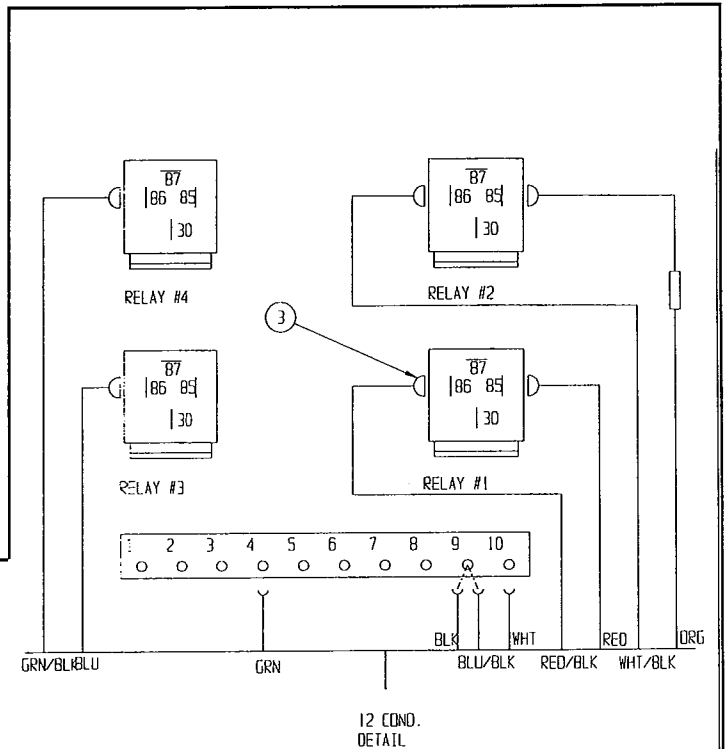 87
86 85
30
RELAY #4
87
86 85
30
RELAY #2
3
87
86 85
30
RELAY #3
87
86 85
30
RELAY #1
1 2 3 4 5 6 7 8 9 10
BLK WHT RED ORG
GRN/BLK BLU GRN BLU/BLK RED/BLK WHT/BLK
12 COND.
DETAIL